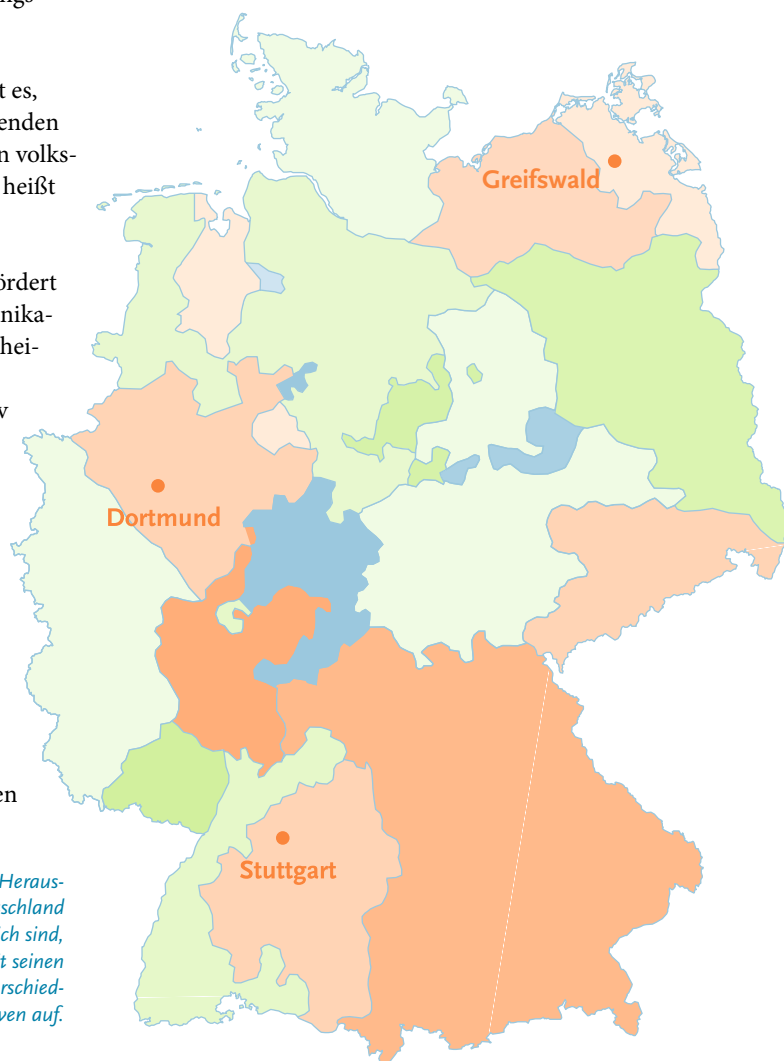 ngs
t es,
enden
n volks-
heißt
ördert
nika-
hei-
v
en
Heraus-
schland
ch sind,
t seinen
rschied-
ven auf.
Greifswald
Dortmund
Stuttgart